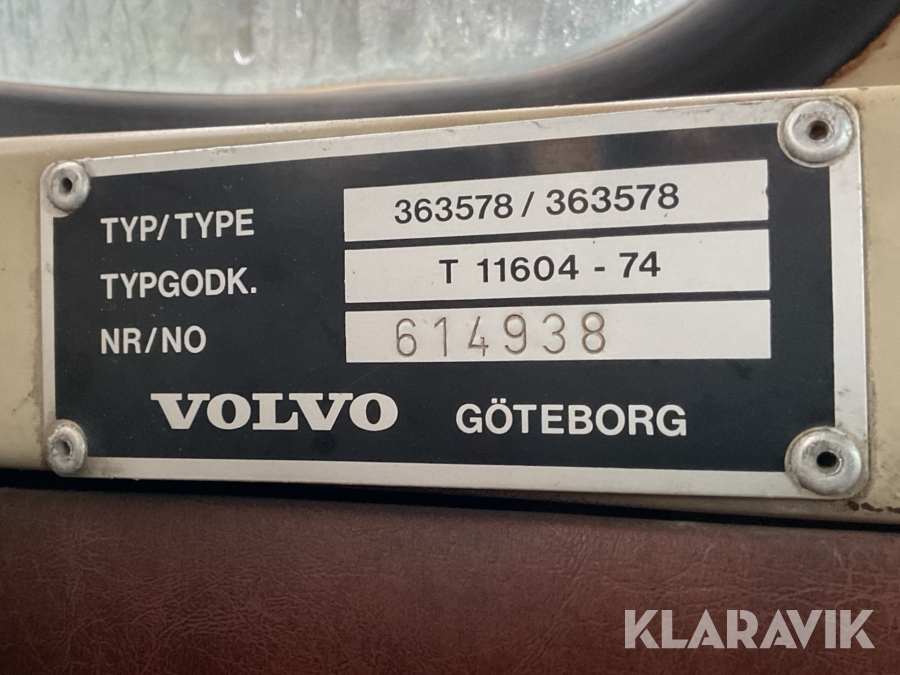 TYP/TYPE 363578 / 363578
TYPGODK. T 11604 - 74
NR/NO 614938
VOLVO GÖTEBORG
KLARAVIK